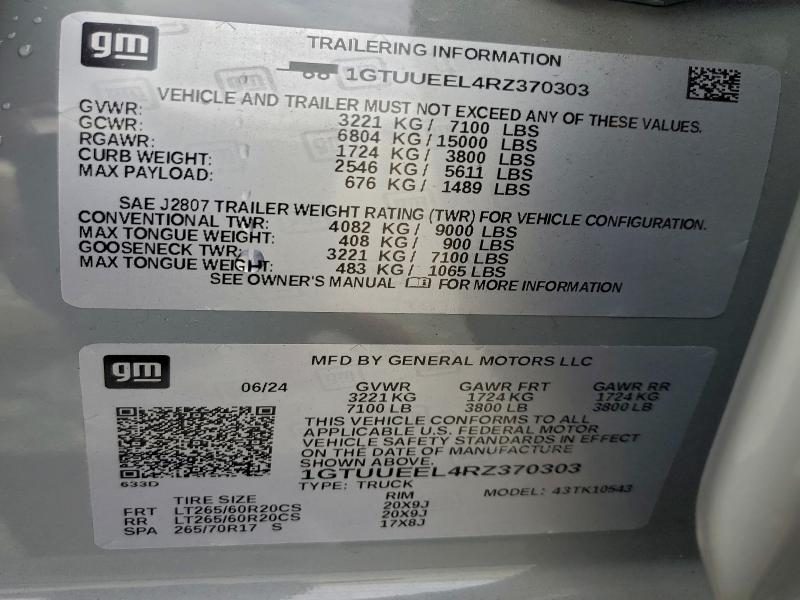 gm
TRAILERING INFORMATION
1GTUUEEL4RZ370303
VEHICLE AND TRAILER MUST NOT EXCEED ANY OF THESE VALUES.
GVWR: 3221 KG / 7100 LBS
GCWR: 6804 KG / 15000 LBS
RGAWR: 1724 KG / 3800 LBS
CURB WEIGHT: 2546 KG / 5611 LBS
MAX PAYLOAD: 676 KG / 1489 LBS
SAE J2807 TRAILER WEIGHT RATING (TWR) FOR VEHICLE CONFIGURATION.
CONVENTIONAL TWR: 4082 KG / 9000 LBS
MAX TONGUE WEIGHT: 408 KG / 900 LBS
GOOSENECK TWR: 3221 KG / 7100 LBS
MAX TONGUE WEIGHT: 483 KG / 1065 LBS
SEE OWNER'S MANUAL FOR MORE INFORMATION
gm
MFD BY GENERAL MOTORS LLC
06/24 GVWR GAWR FRT GAWR RR
3221 KG 1724 KG 1724 KG
7100 LB 3800 LB 3800 LB
THIS VEHICLE CONFORMS TO ALL
APPLICABLE U.S. FEDERAL MOTOR
VEHICLE SAFETY STANDARDS IN EFFECT
ON THE DATE OF MANUFACTURE
SHOWN ABOVE.
633D
1GTUUEEL4RZ370303
TYPE: TRUCK MODEL: 43TK10543
TIRE SIZE RIM
FRT LT265/60R20CS 20X9J
RR LT265/60R20CS 20X9J
SPA 265/70R17 S 17X8J